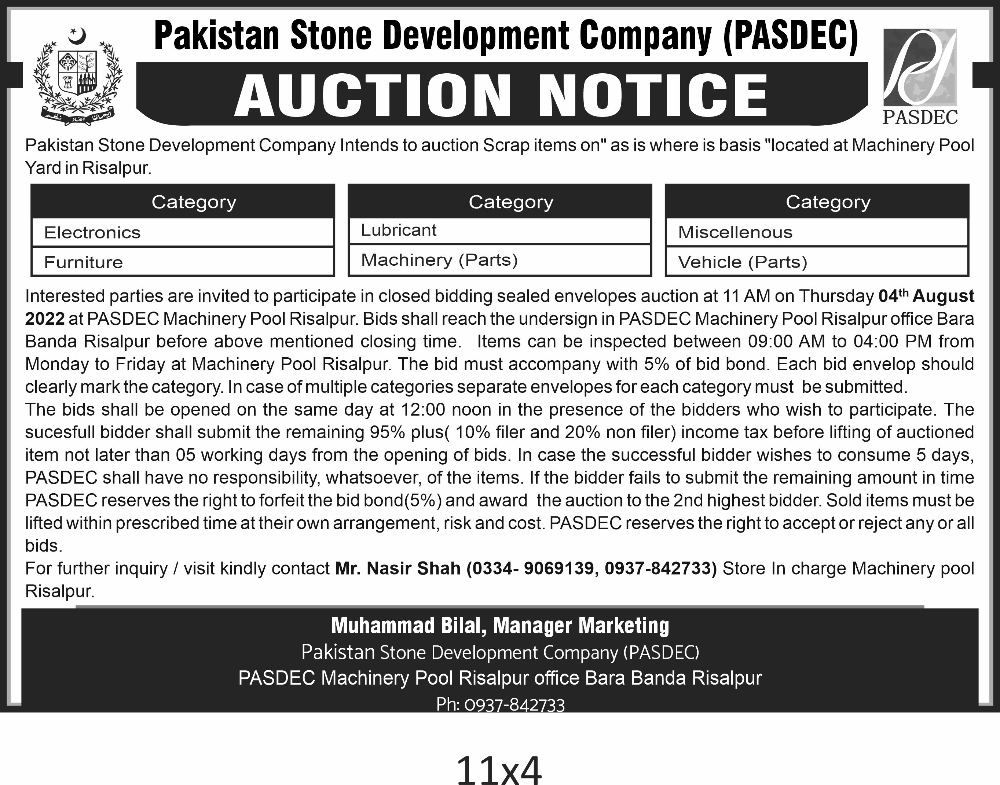 Pakistan Stone Development Company (PASDEC)
AUCTION NOTICE
ایمان اتحاد نظم
PASDEC
Pakistan Stone Development Company Intends to auction Scrap items on" as is where is basis "located at Machinery Pool
Yard in Risalpur.
Category
Electronics
Furniture
Category
Lubricant
Machinery (Parts)
Category
Miscellenous
Vehicle (Parts)
Interested parties are invited to participate in closed bidding sealed envelopes auction at 11 AM on Thursday 04th August
2022 at PASDEC Machinery Pool Risalpur. Bids shall reach the undersign in PASDEC Machinery Pool Risalpur office Bara
Banda Risalpur before above mentioned closing time. Items can be inspected between 09:00 AM to 04:00 PM from
Monday to Friday at Machinery Pool Risalpur. The bid must accompany with 5% of bid bond. Each bid envelop should
clearly mark the category. In case of multiple categories separate envelopes for each category must be submitted.
The bids shall be opened on the same day at 12:00 noon in the presence of the bidders who wish to participate. The
sucesfull bidder shall submit the remaining 95% plus( 10% filer and 20% non filer) income tax before lifting of auctioned
item not later than 05 working days from the opening of bids. In case the successful bidder wishes to consume 5 days,
PASDEC shall have no responsibility, whatsoever, of the items. If the bidder fails to submit the remaining amount in time
PASDEC reserves the right to forfeit the bid bond(5%) and award the auction to the 2nd highest bidder. Sold items must be
lifted within prescribed time at their own arrangement, risk and cost. PASDEC reserves the right to accept or reject any or all
bids.
For further inquiry / visit kindly contact Mr. Nasir Shah (0334- 9069139, 0937-842733) Store In charge Machinery pool
Risalpur.
Muhammad Bilal, Manager Marketing
Pakistan Stone Development Company (PASDEC)
PASDEC Machinery Pool Risalpur office Bara Banda Risalpur
Ph: 0937-842733
11x4